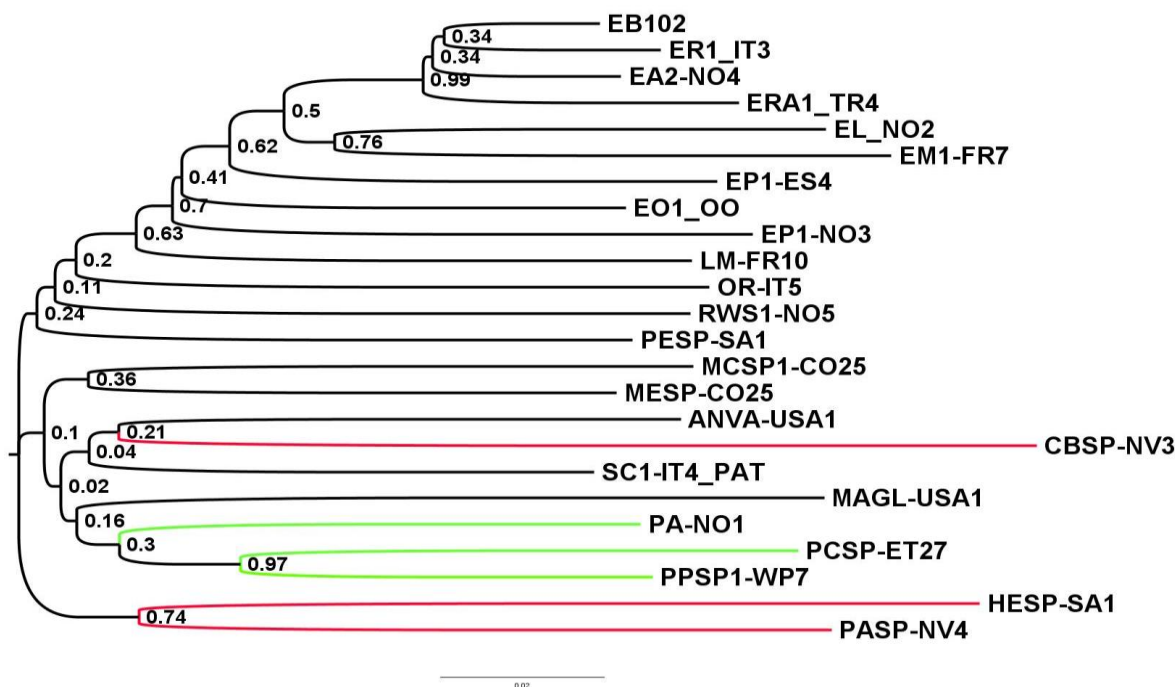 EB102
0.34
ER1_IT3
0.34
EA2-NO4
0.99
ERA1_TR4
0.5
EL_NO2
0.76
EM1-FR7
0.62
EP1-ES4
0.41
EO1_OO
0.7
EP1-NO3
0.63
LM-FR10
0.2
OR-IT5
0.11
RWS1-NO5
0.24
PESP-SA1
MCSP1-CO25
0.36
MESP-CO25
ANVA-USA1
0.1
0.21
CBSP-NV3
0.04
SC1-IT4_PAT
0.02
MAGL-USA1
0.16
PA-NO1
0.3
PCSP-ET27
0.97
PPSP1-WP7
HESP-SA1
0.74
PASP-NV4
0.02